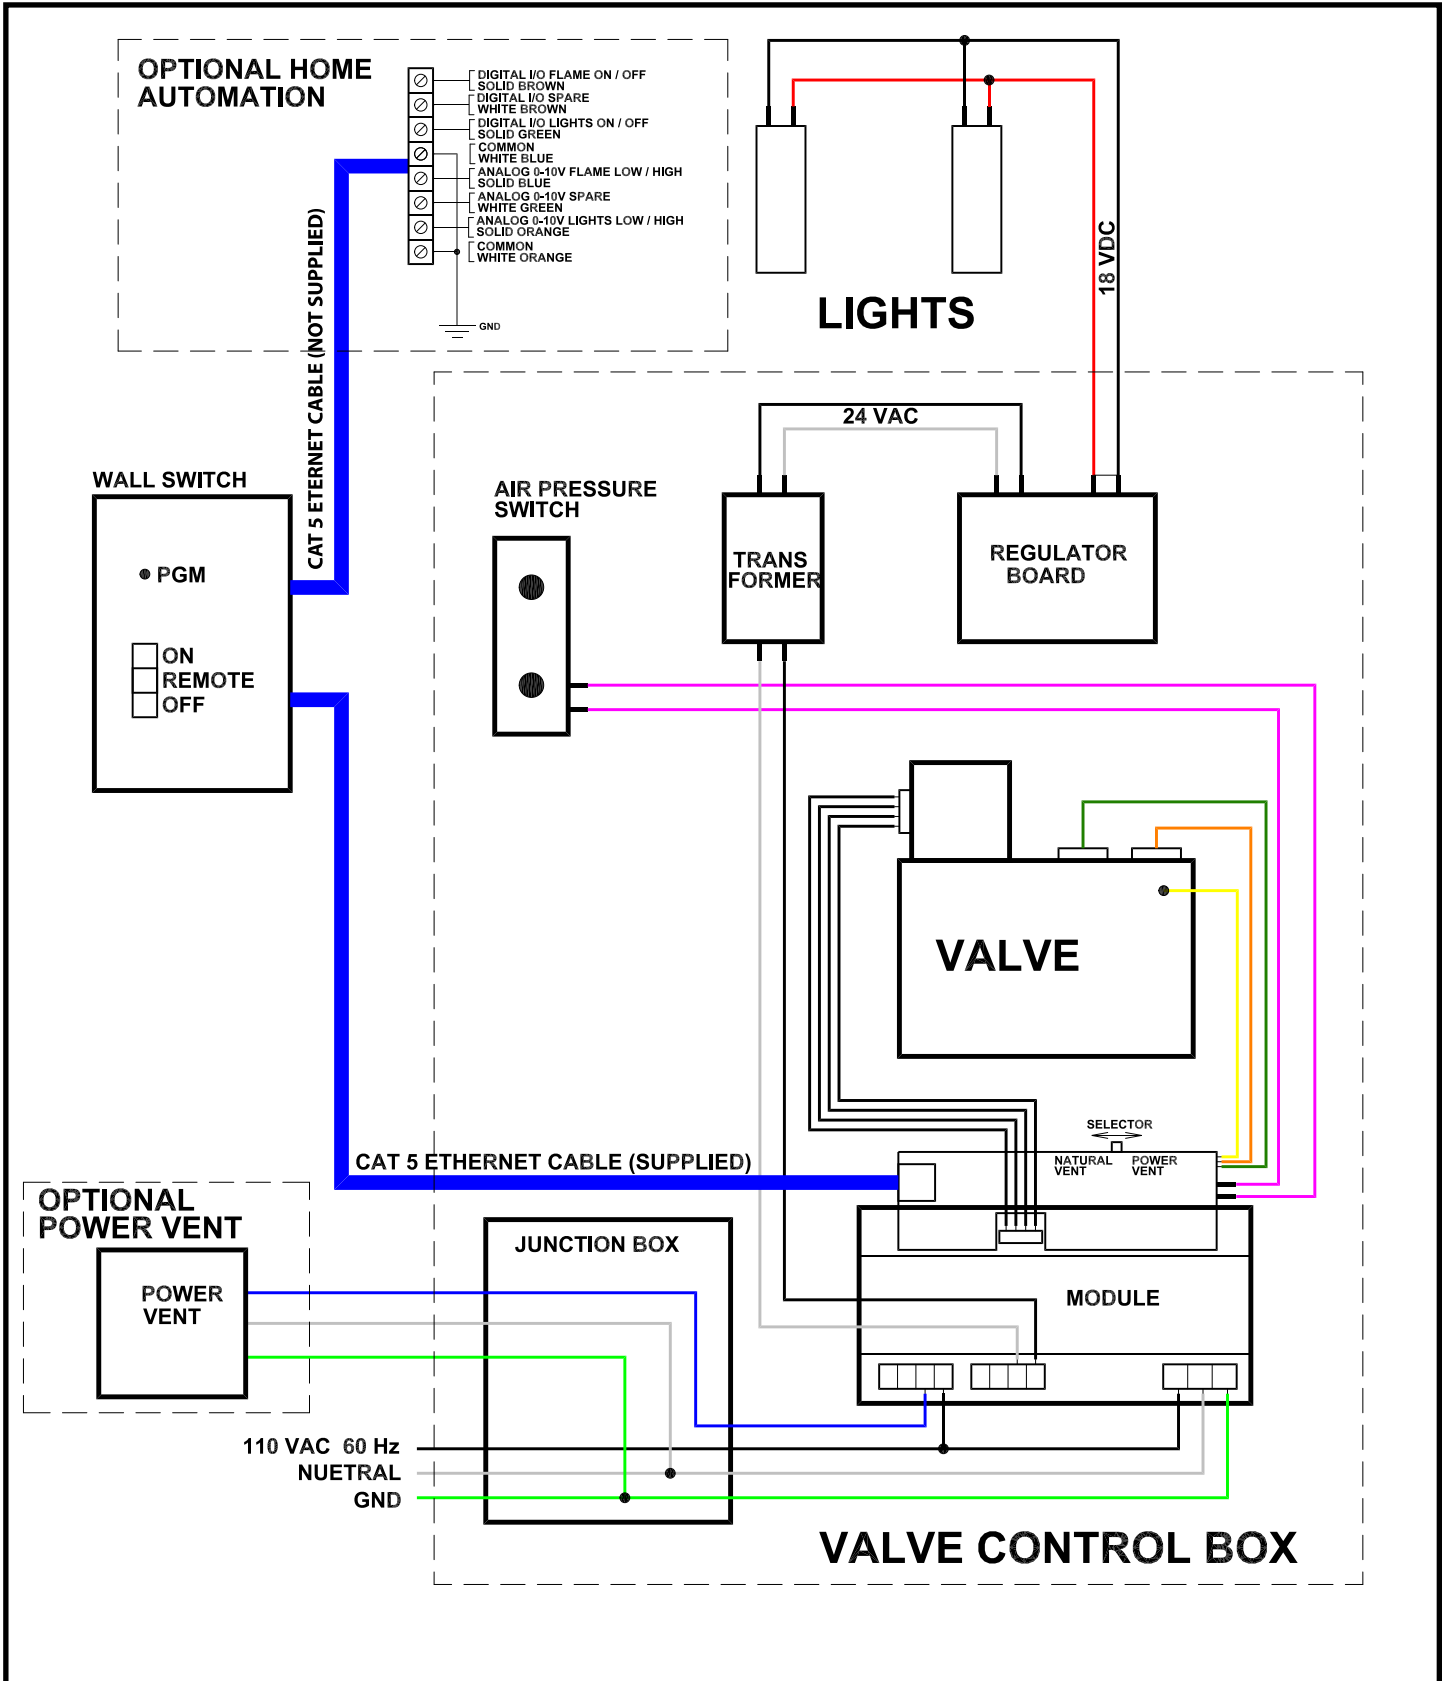 OPTIONAL HOME
AUTOMATION
DIGITAL I/O FLAME ON / OFF
SOLID BROWN
DIGITAL I/O SPARE
WHITE BROWN
DIGITAL I/O LIGHTS ON / OFF
SOLID GREEN
COMMON
WHITE BLUE
ANALOG 0-10V FLAME LOW / HIGH
SOLID BLUE
ANALOG 0-10V SPARE
WHITE GREEN
ANALOG 0-10V LIGHTS LOW / HIGH
SOLID ORANGE
COMMON
WHITE ORANGE
GND
CAT 5 ETERNET CABLE (NOT SUPPLIED)
LIGHTS
18 VDC
24 VAC
WALL SWITCH
PGM
ON
REMOTE
OFF
AIR PRESSURE
SWITCH
TRANS
FORMER
REGULATOR
BOARD
VALVE
SELECTOR
NATURAL
VENT
POWER
VENT
CAT 5 ETHERNET CABLE (SUPPLIED)
OPTIONAL
POWER VENT
POWER
VENT
JUNCTION BOX
MODULE
110 VAC 60 Hz
NUETRAL
GND
VALVE CONTROL BOX